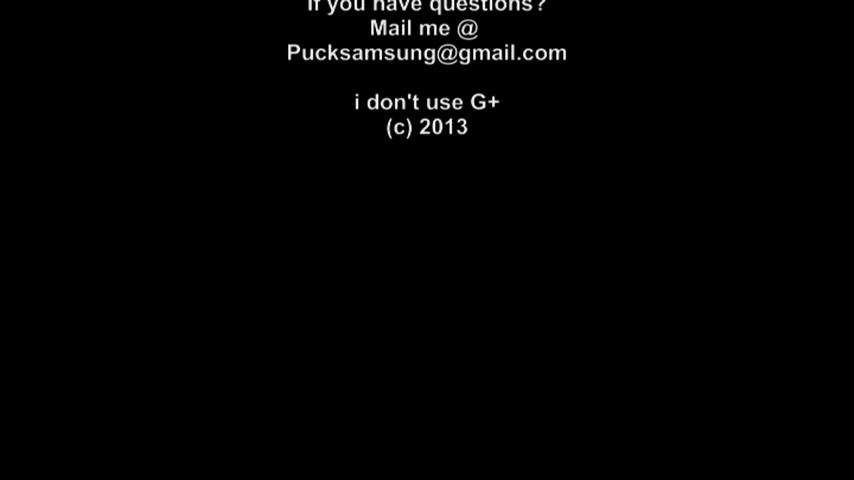 If you have questions?
Mail me @
Pucksamsung@gmail.com
i don't use G+
(c) 2013